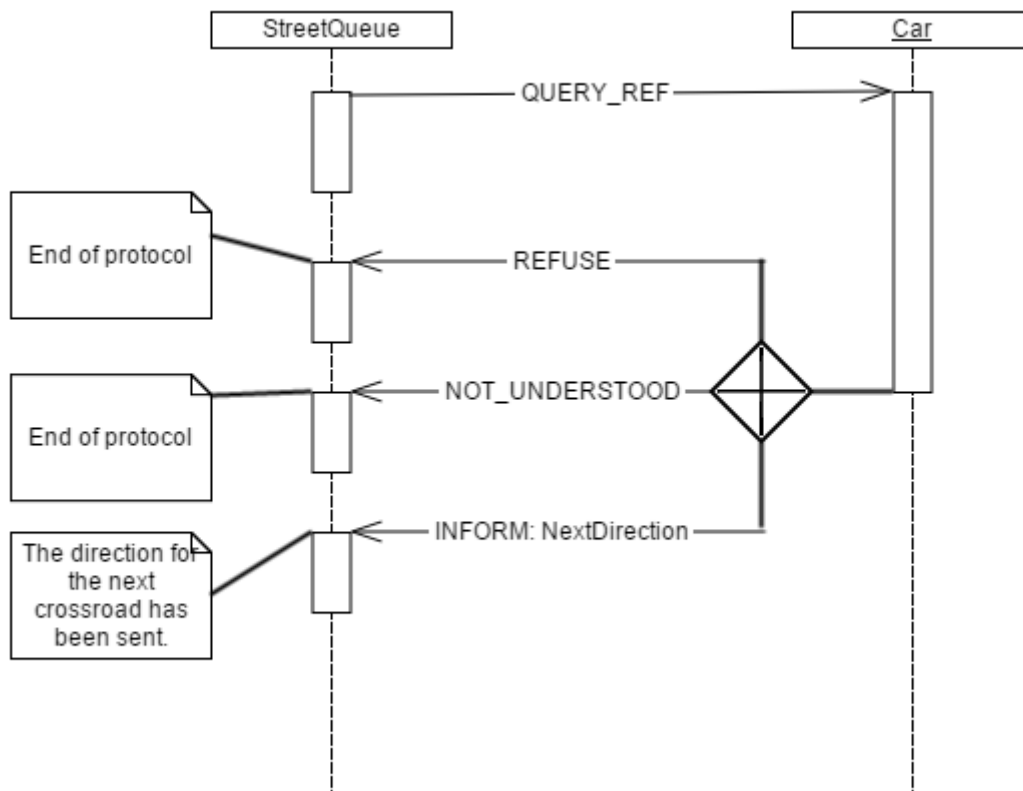 StreetQueue
Car
QUERY_REF
End of protocol
REFUSE
End of protocol
NOT_UNDERSTOOD
The direction for
the next
crossroad has
been sent.
INFORM: NextDirection